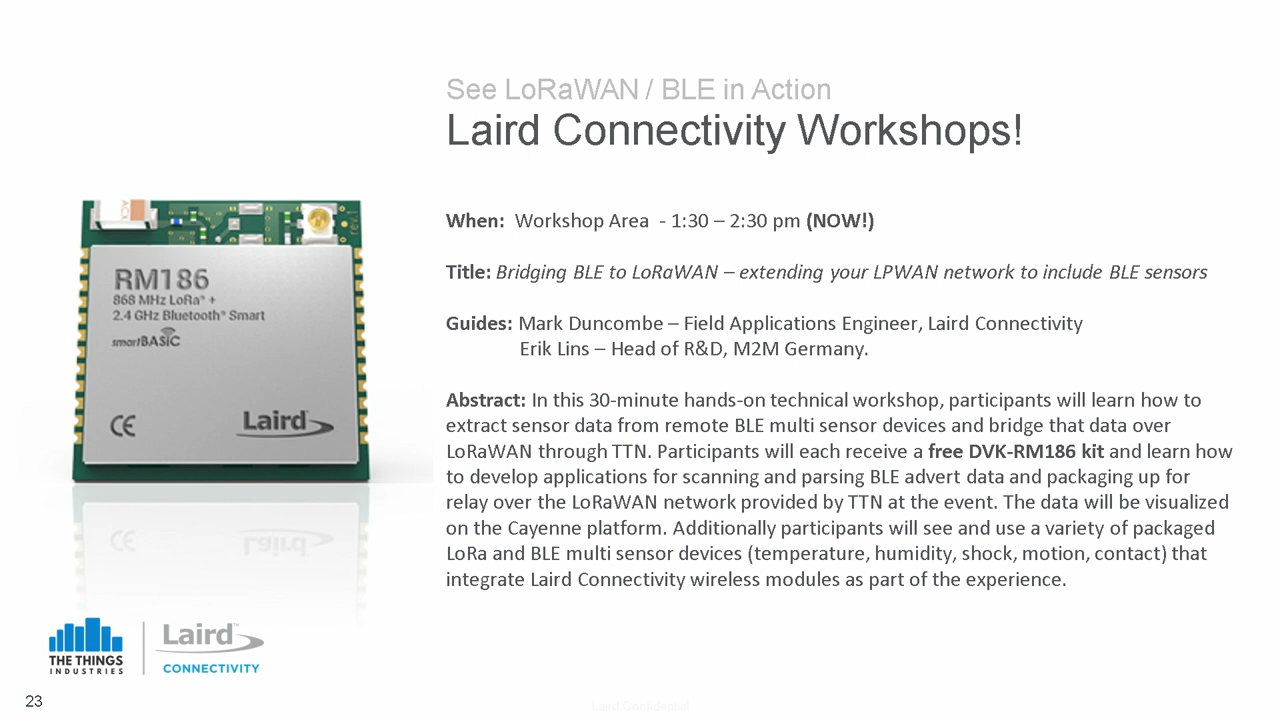 See LoRaWAN / BLE in Action
Laird Connectivity Workshops!
When: Workshop Area - 1:30 – 2:30 pm (NOW!)
Title: Bridging BLE to LoRaWAN – extending your LPWAN network to include BLE sensors
Guides: Mark Duncombe – Field Applications Engineer, Laird Connectivity
Erik Lins – Head of R&D, M2M Germany.
Abstract: In this 30-minute hands-on technical workshop, participants will learn how to
extract sensor data from remote BLE multi sensor devices and bridge that data over
LoRaWAN through TTN. Participants will each receive a free DVK-RM186 kit and learn how
to develop applications for scanning and parsing BLE advert data and packaging up for
relay over the LoRaWAN network provided by TTN at the event. The data will be visualized
on the Cayenne platform. Additionally participants will see and use a variety of packaged
LoRa and BLE multi sensor devices (temperature, humidity, shock, motion, contact) that
integrate Laird Connectivity wireless modules as part of the experience.
ACX
rev1
RM186
868 MHz LoRa® +
2.4 GHz Bluetooth® Smart
smartBASIC
CE
Laird™
THE THINGS
INDUSTRIES
Laird™
CONNECTIVITY
23
Laird Confidential